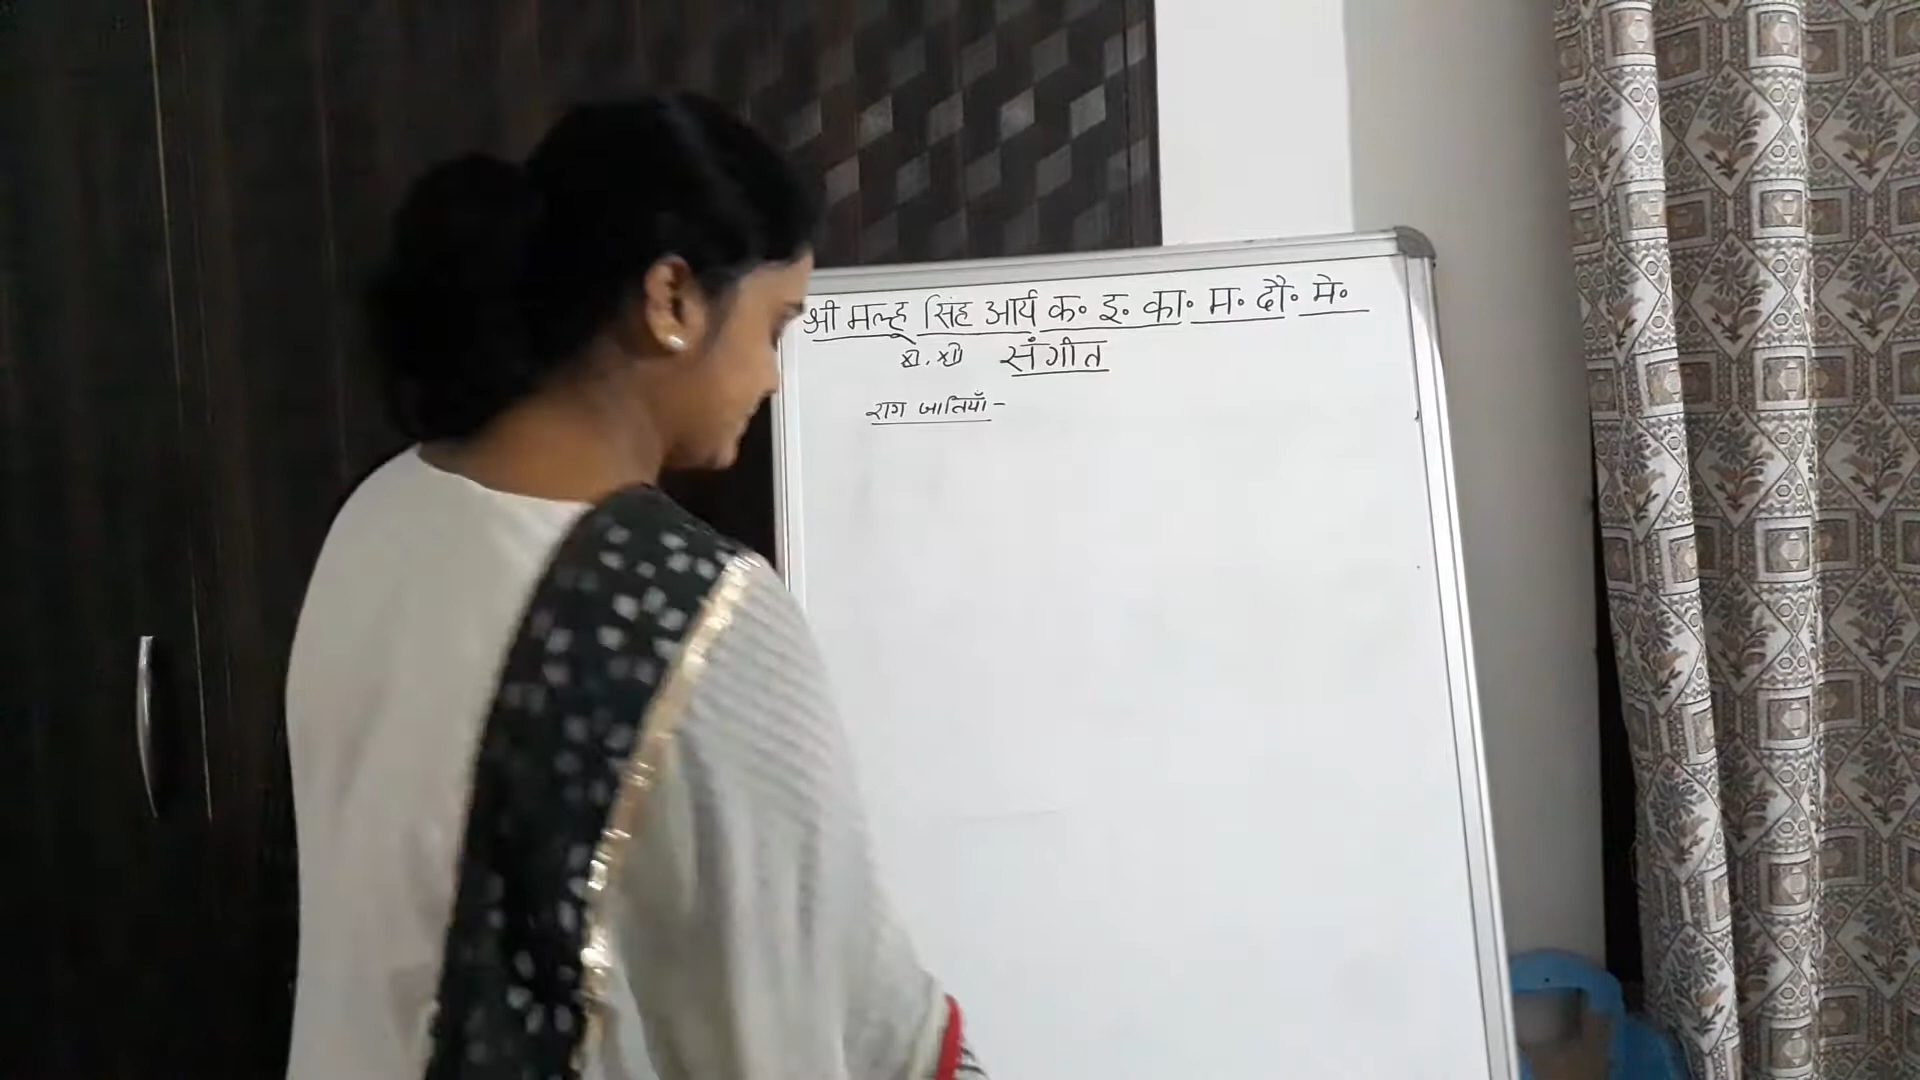 श्री मल्हू सिंह आर्य क॰ इ॰ का॰ म॰ दौ॰ मे॰
संगीत
राग जातियाँ -